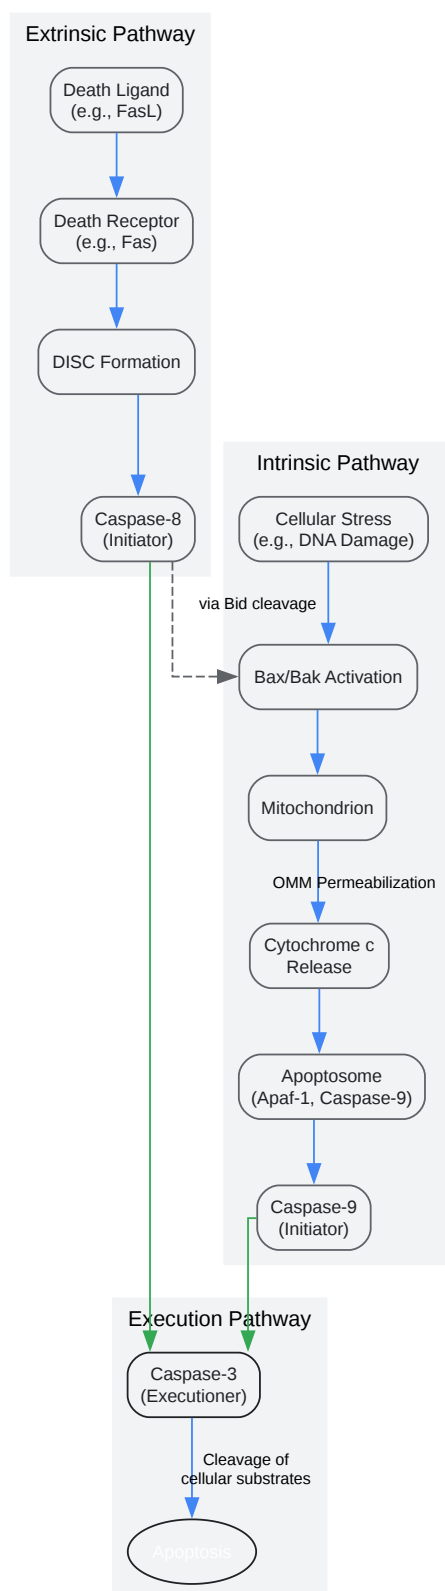 Extrinsic Pathway
Death Ligand
(e.g., FasL)
Death Receptor
(e.g., Fas)
DISC Formation
Caspase-8
(Initiator)
Intrinsic Pathway
Cellular Stress
(e.g., DNA Damage)
via Bid cleavage
Bax/Bak Activation
Mitochondrion
OMM Permeabilization
Cytochrome c
Release
Apoptosome
(Apaf-1, Caspase-9)
Caspase-9
(Initiator)
Execution Pathway
Caspase-3
(Executioner)
Cleavage of
cellular substrates
Apoptosis